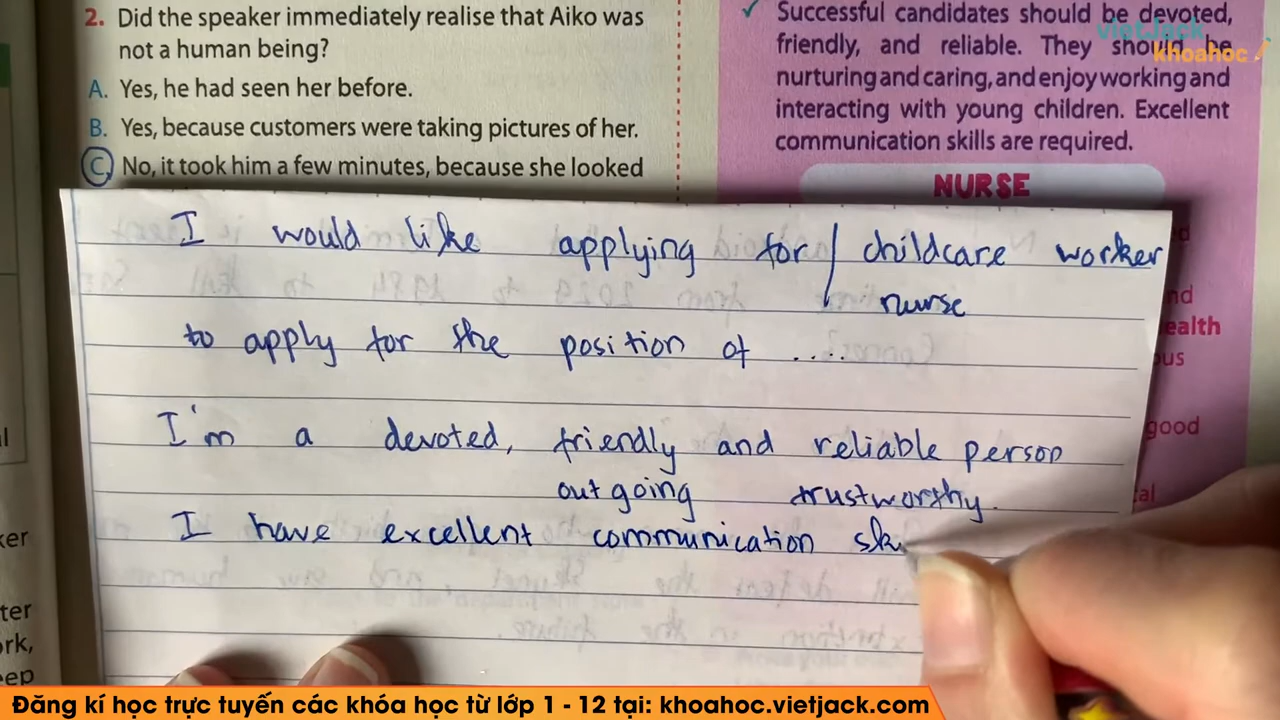 2. Did the speaker immediately realise that Aiko was
not a human being?
A. Yes, he had seen her before.
B. Yes, because customers were taking pictures of her.
C. No, it took him a few minutes, because she looked
✓ Successful candidates should be devoted,
friendly, and reliable. They should be
nurturing and caring, and enjoy working and
interacting with young children. Excellent
communication skills are required.
vietJack
khoahoc
NURSE
I would like applying for / childcare worker
nurse
to apply for the position of ....
I'm a devoted, friendly and reliable person
outgoing trustworthy.
I have excellent communication sk
ealth
good
Đăng kí học trực tuyến các khóa học từ lớp 1 - 12 tại: khoahoc.vietjack.com